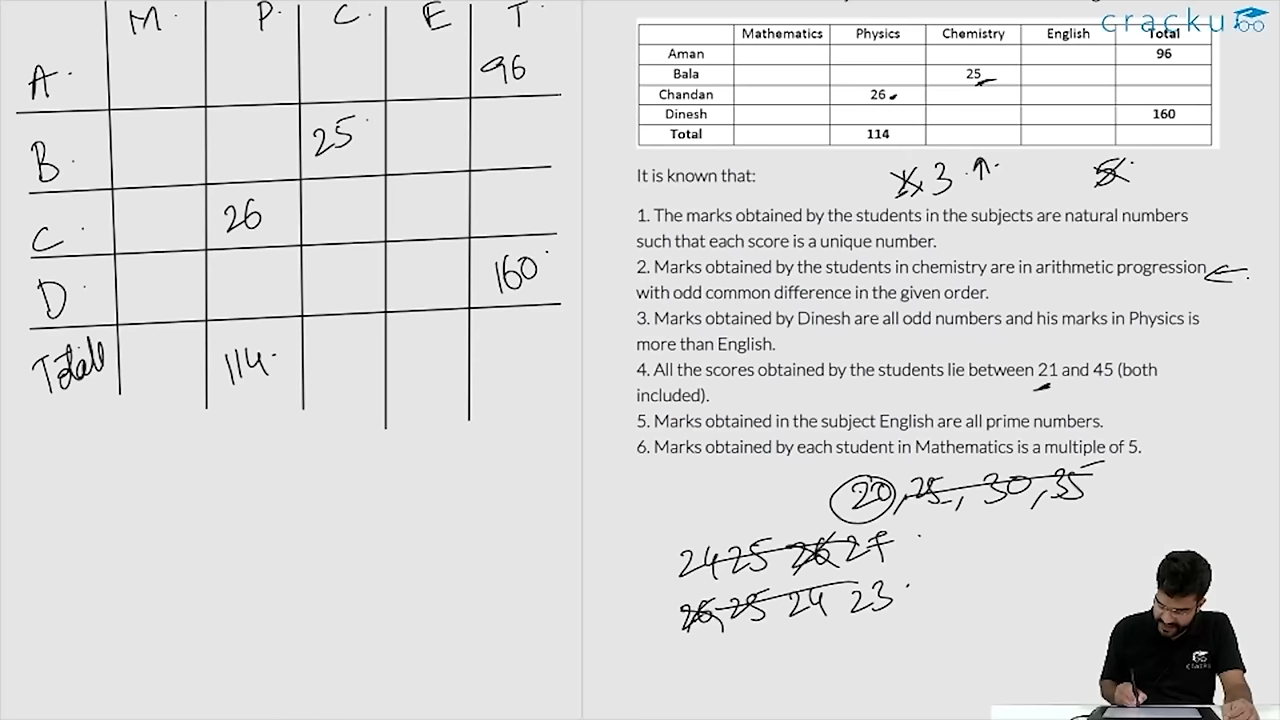 M. P. C. E T.
A. 96
B. 25
C. 26
D. 160
Total 114.
cracku
Mathematics Physics Chemistry English Total
Aman 96
Bala 25
Chandan 26
Dinesh 160
Total 114
1 3 ↑ 5
It is known that:
1. The marks obtained by the students in the subjects are natural numbers
such that each score is a unique number.
2. Marks obtained by the students in chemistry are in arithmetic progression
with odd common difference in the given order.
3. Marks obtained by Dinesh are all odd numbers and his marks in Physics is
more than English.
4. All the scores obtained by the students lie between 21 and 45 (both
included).
5. Marks obtained in the subject English are all prime numbers.
6. Marks obtained by each student in Mathematics is a multiple of 5.
20, 25, 30, 35
24 25 26 27
26, 25 24 23
cracku